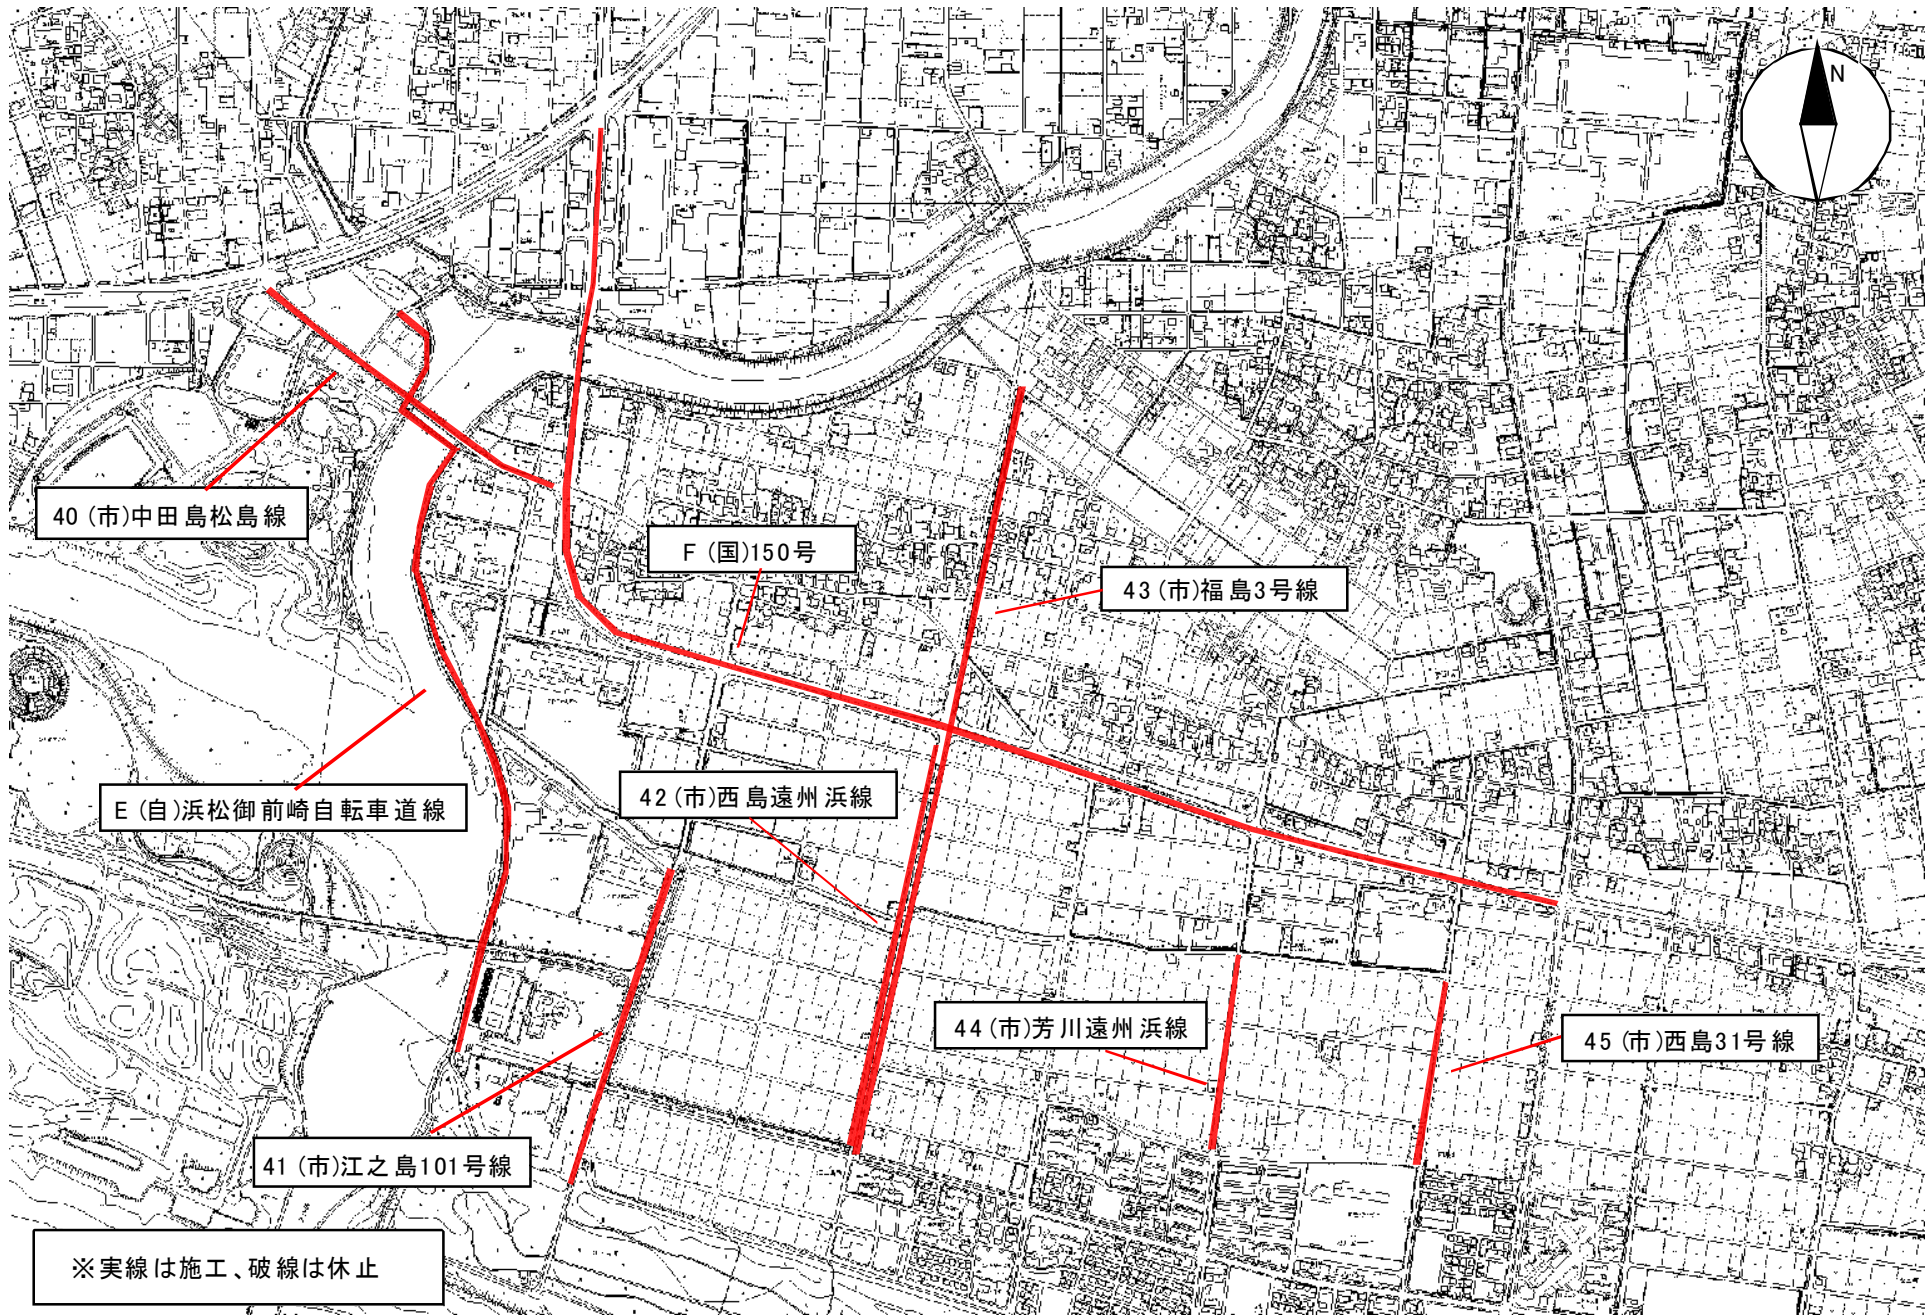 N
40 (市)中田島松島線
F (国)150号
43 (市)福島3号線
E (自)浜松御前崎自転車道線
42 (市)西島遠州浜線
44 (市)芳川遠州浜線
45 (市)西島31号線
41 (市)江之島101号線
※実線は施工、破線は休止